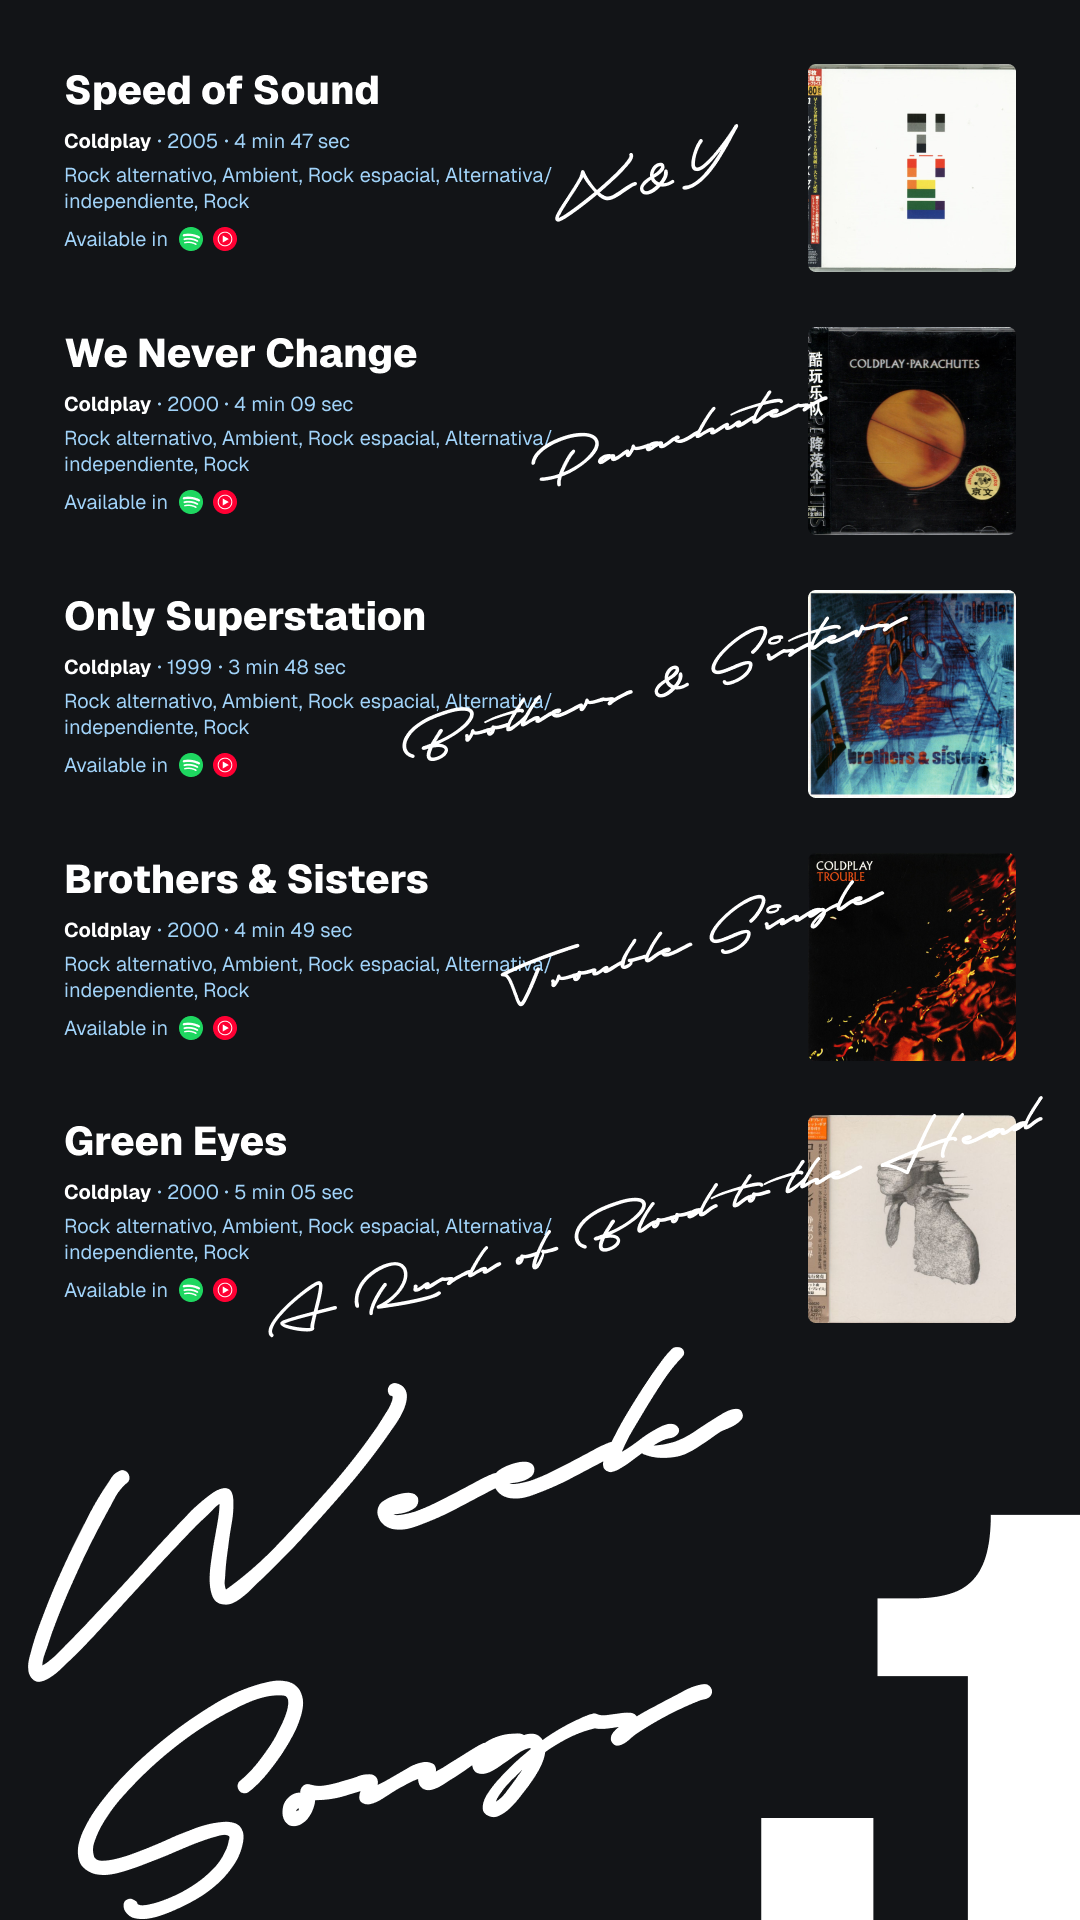 Speed of Sound
Coldplay · 2005 · 4 min 47 sec
Rock alternativo, Ambient, Rock espacial, Alternativa/
independiente, Rock
Available in
X&Y
We Never Change
Coldplay · 2000 · 4 min 09 sec
Rock alternativo, Ambient, Rock espacial, Alternativa/
independiente, Rock
Available in
Parachutes
酷玩乐队
降落伞
COLDPLAY·PARACHUTES
京文
Only Superstation
Coldplay · 1999 · 3 min 48 sec
Rock alternativo, Ambient, Rock espacial, Alternativa/
independiente, Rock
Available in
Brothers & Sisters
Coldplay
brothers & sisters
Brothers & Sisters
Coldplay · 2000 · 4 min 49 sec
Rock alternativo, Ambient, Rock espacial, Alternativa/
independiente, Rock
Available in
Trouble Single
COLDPLAY
TROUBLE
Green Eyes
Coldplay · 2000 · 5 min 05 sec
Rock alternativo, Ambient, Rock espacial, Alternativa/
independiente, Rock
Available in
A Rush of Blood to the Head
Week
Songs
.1